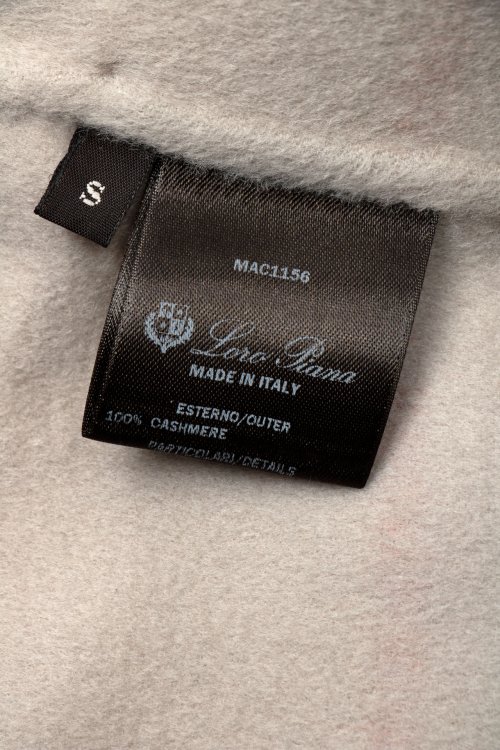 S
MAC1156
Loro Piana
MADE IN ITALY
ESTERNO/OUTER
100% CASHMERE
PARTICOLARI/DETAILS